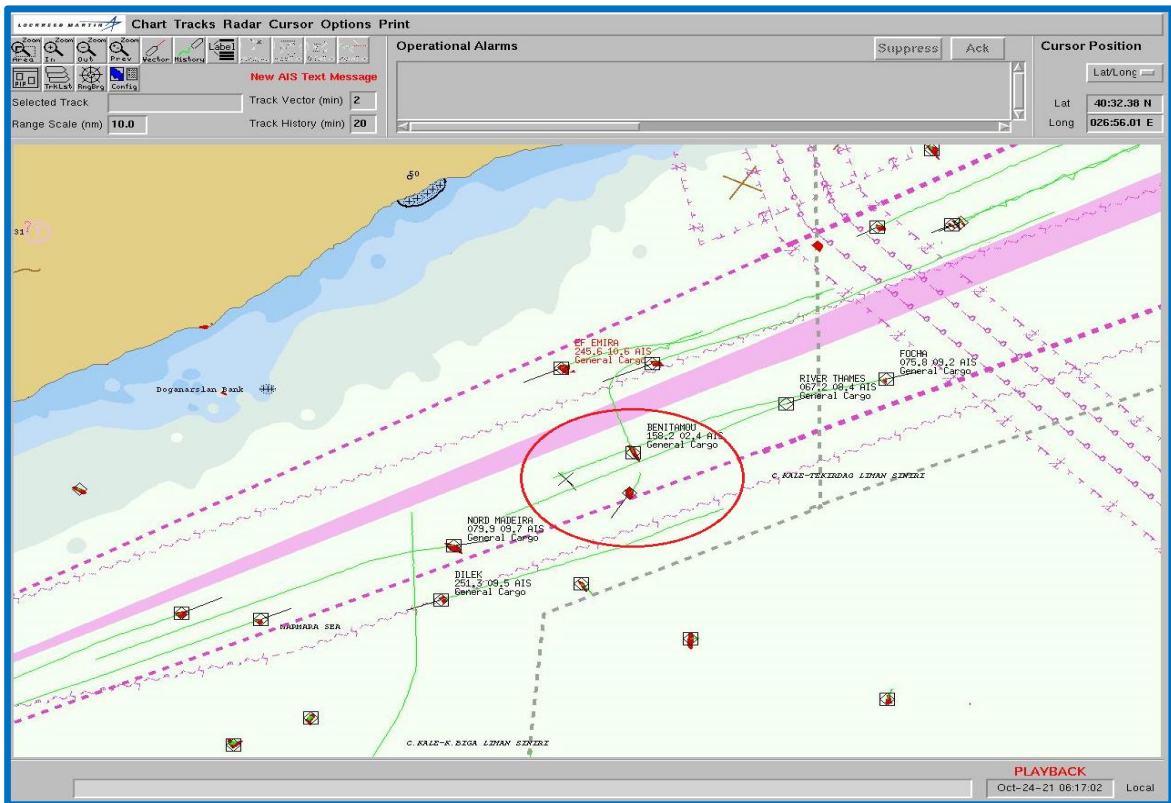 LOCKHEED MARTIN Chart Tracks Radar Cursor Options Print
Zoom Area
Zoom In
Zoom Out
Zoom Prev
Vector
History
Label
PIP
TrkLst
RngBrg
Config
New AIS Text Message
Selected Track
Track Vector (min) 2
Range Scale (nm) 10.0
Track History (min) 20
Operational Alarms
Suppress
Ack
Cursor Position
Lat/Long
Lat 40:32.38 N
Long 026:56.01 E
50
31
EF EMIRA
245.6 10.6 AIS
General Cargo
FOCHA
075.8 09.2 AIS
General Cargo
RIVER THAMES
067.2 08.4 AIS
General Cargo
Doganarslan Bank
BENITAMOU
158.2 02.4 AIS
General Cargo
C.KALE-TEKIRDAG LIMAN SINIRI
NORD MADEIRA
079.9 09.7 AIS
General Cargo
DILEK
251.3 09.5 AIS
General Cargo
MARMARA SEA
C.KALE-K.BIGA LIMAN SINIRI
PLAYBACK
Oct-24-21 06:17:02 Local